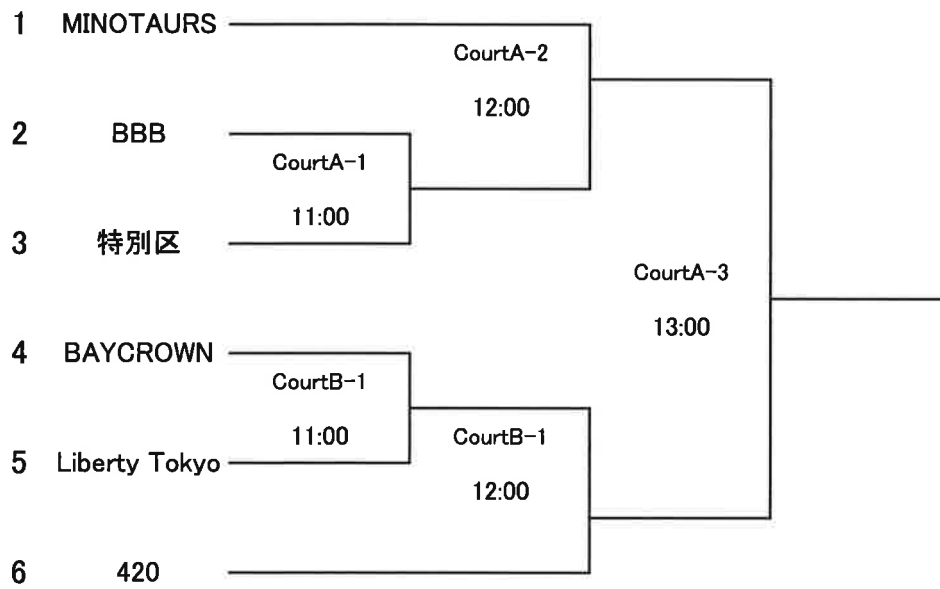 1 MINOTAURS
CourtA-2
12:00
2 BBB
CourtA-1
11:00
3 特別区
CourtA-3
13:00
4 BAYCROWN
CourtB-1
11:00
CourtB-1
5 Liberty Tokyo
12:00
6 420